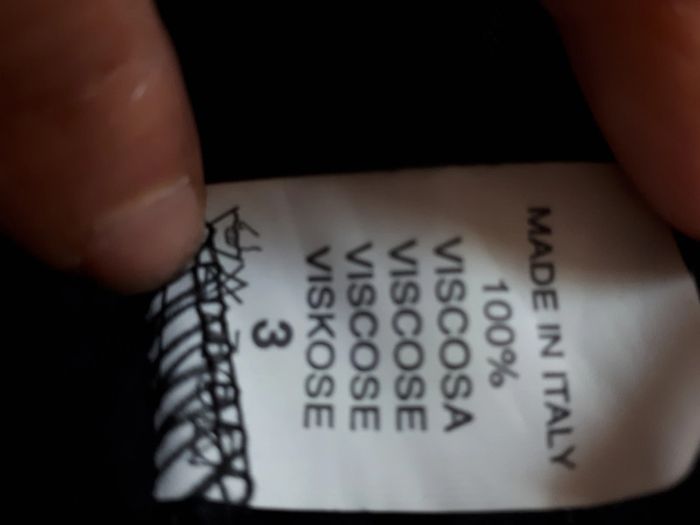 MADE IN ITALY
100%
VISCOSA
VISCOSE
VISCOSE
VISKOSE
3